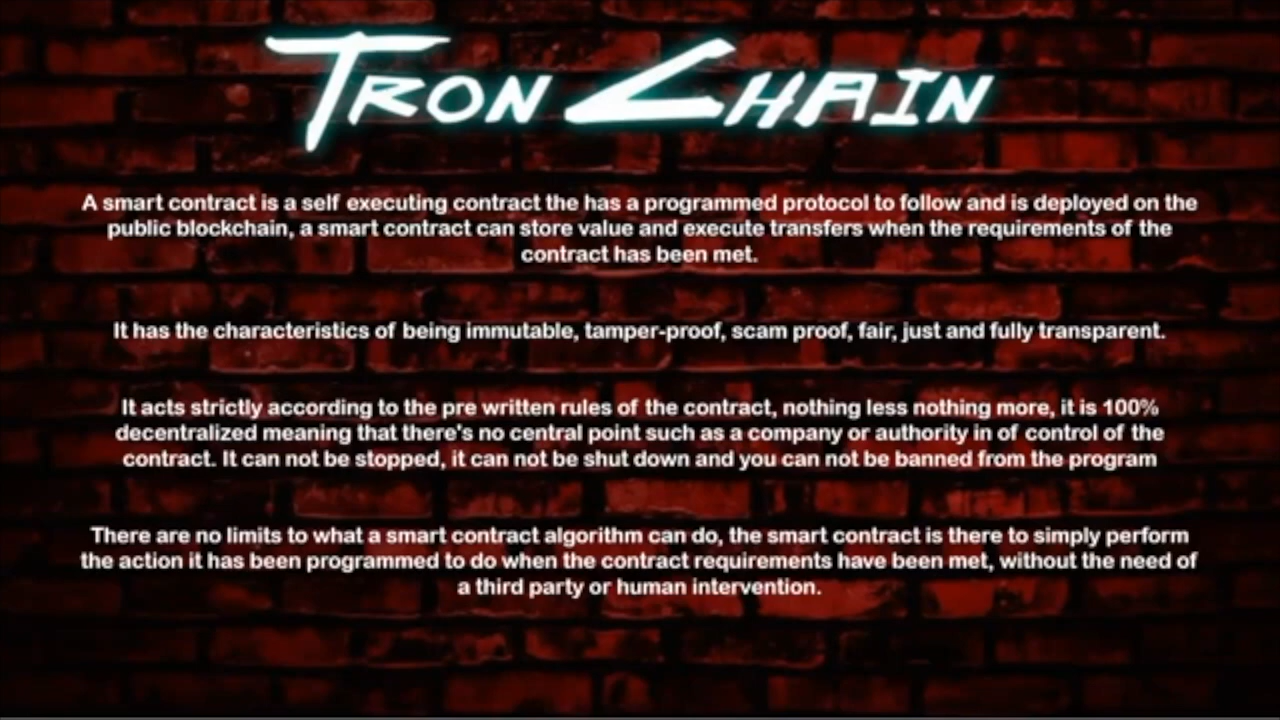 TRON CHAIN
A smart contract is a self executing contract the has a programmed protocol to follow and is deployed on the
public blockchain, a smart contract can store value and execute transfers when the requirements of the
contract has been met.
It has the characteristics of being immutable, tamper-proof, scam proof, fair, just and fully transparent.
It acts strictly according to the pre written rules of the contract, nothing less nothing more, it is 100%
decentralized meaning that there's no central point such as a company or authority in of control of the
contract. It can not be stopped, it can not be shut down and you can not be banned from the program
There are no limits to what a smart contract algorithm can do, the smart contract is there to simply perform
the action it has been programmed to do when the contract requirements have been met, without the need of
a third party or human intervention.